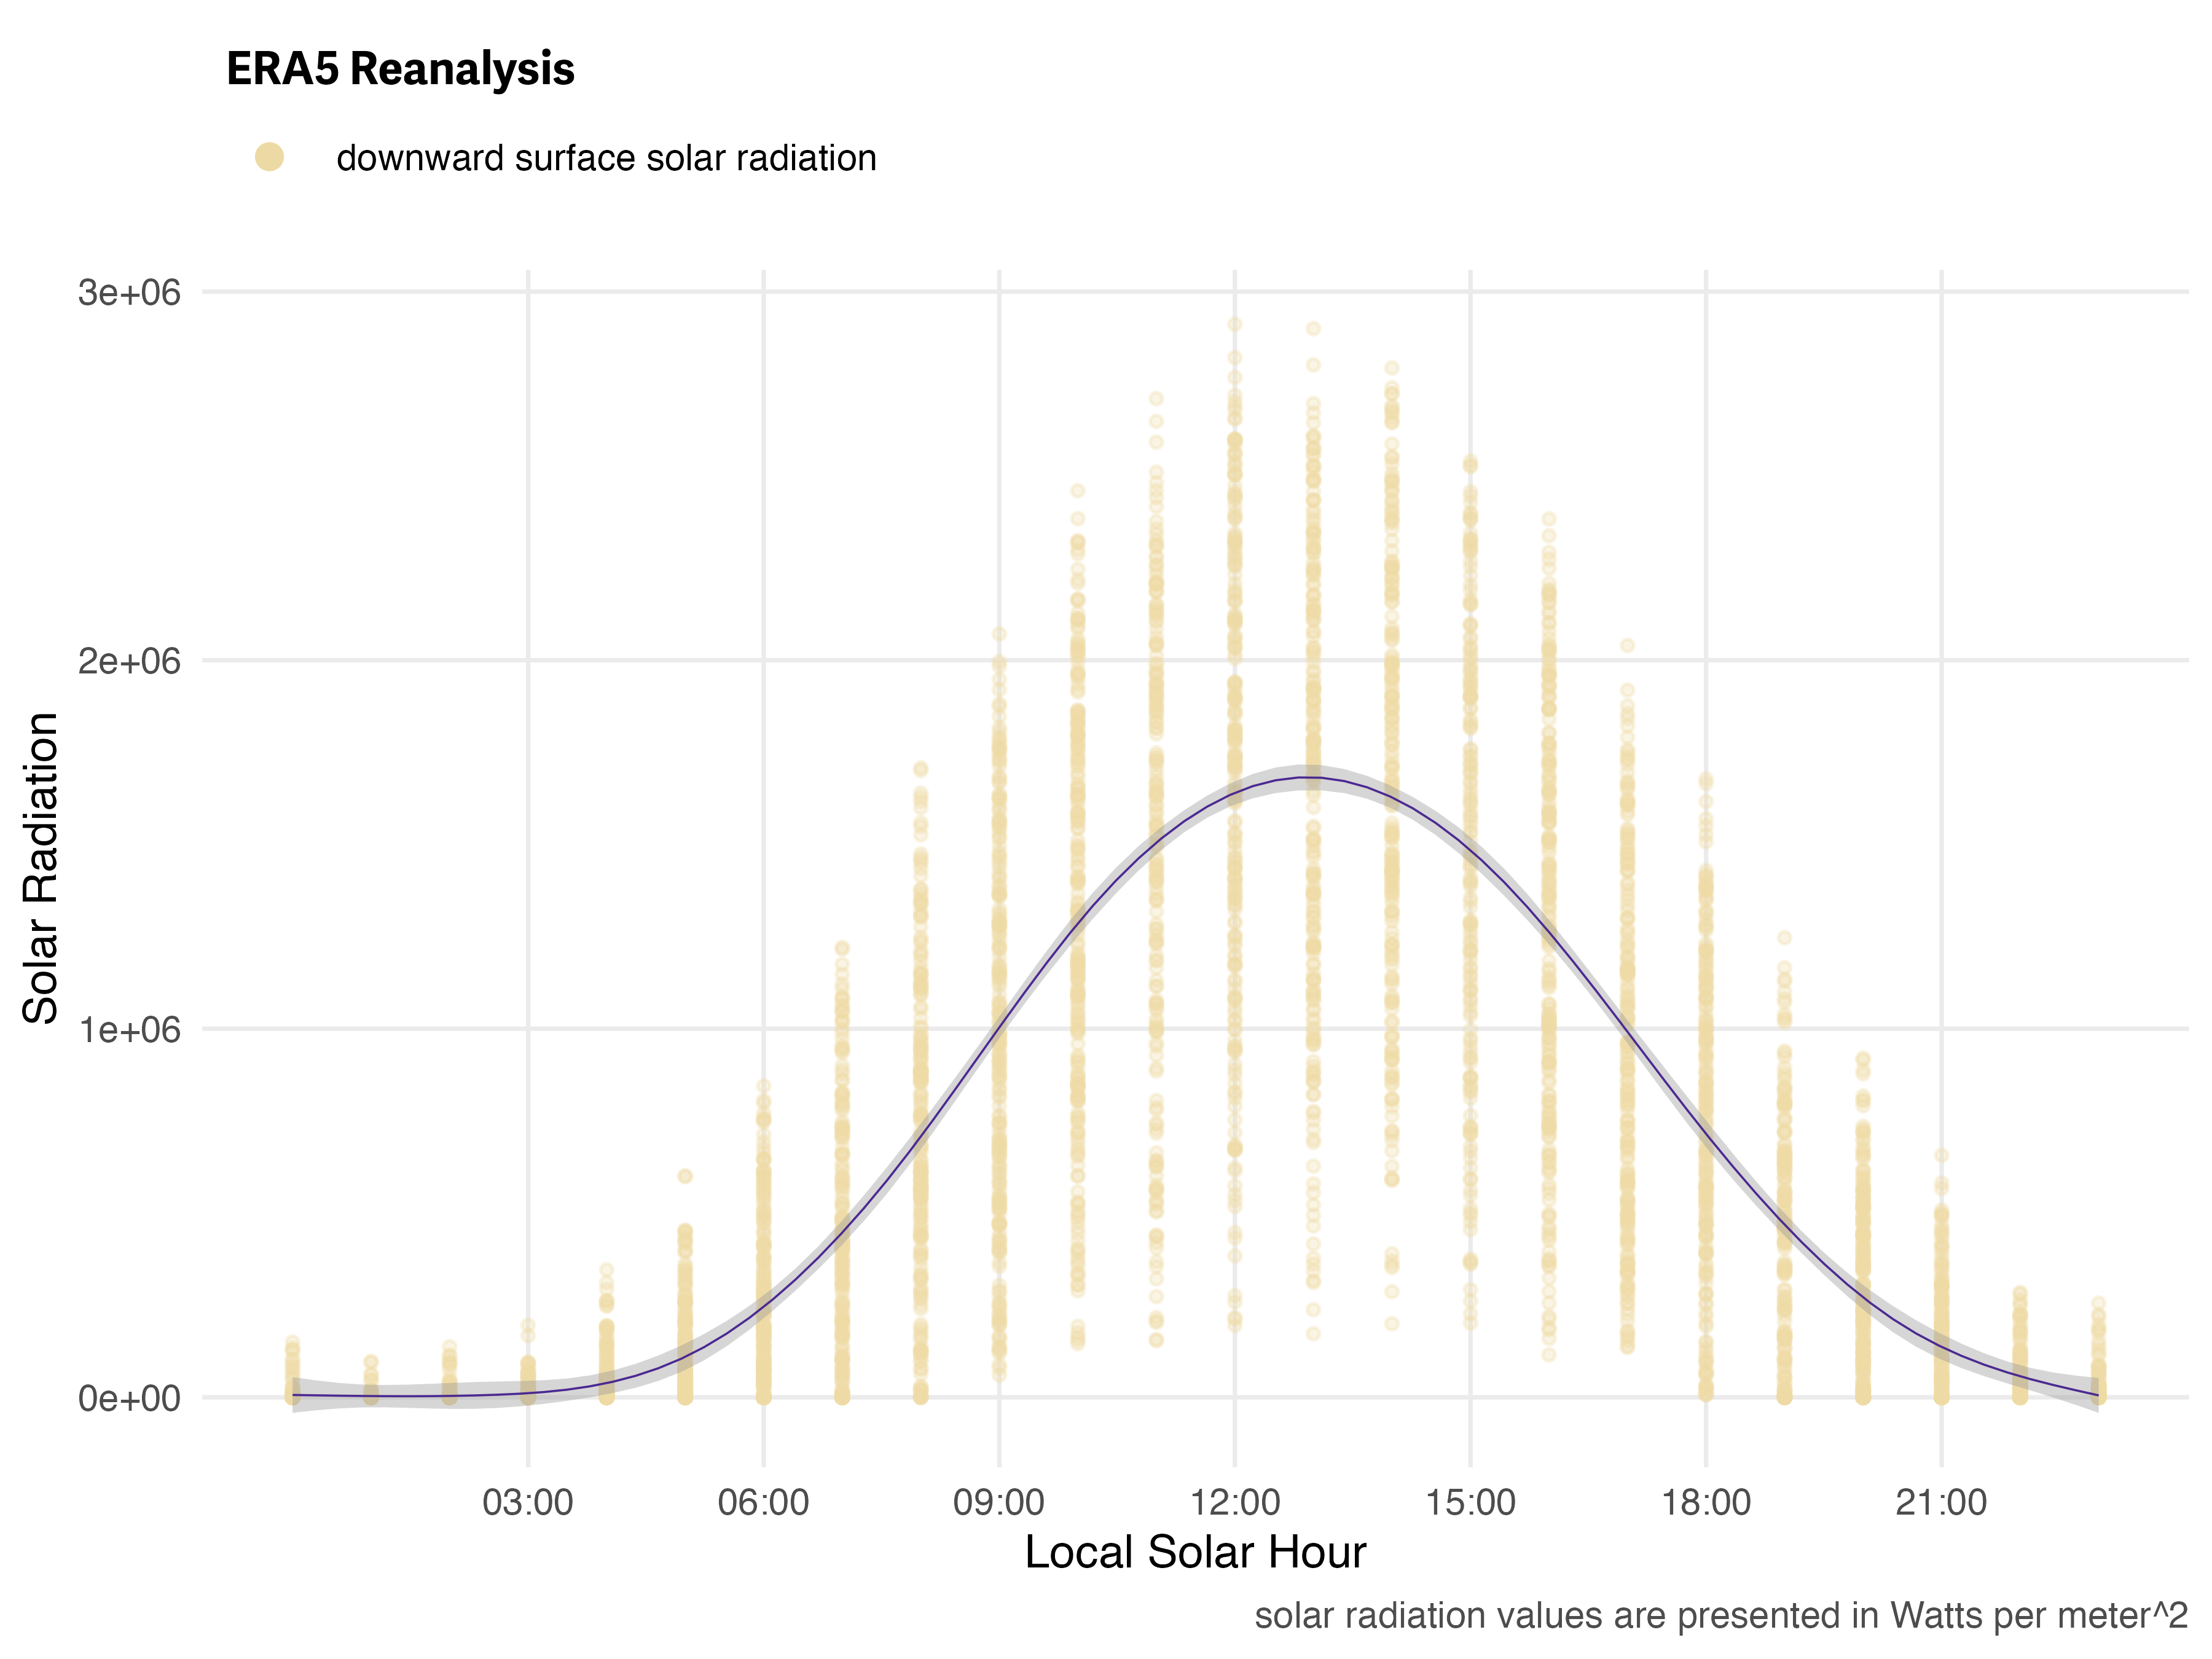 ERA5 Reanalysis
downward surface solar radiation
3e+06
2e+06
1e+06
0e+00
Solar Radiation
03:00 06:00 09:00 12:00 15:00 18:00 21:00
Local Solar Hour
solar radiation values are presented in Watts per meter^2